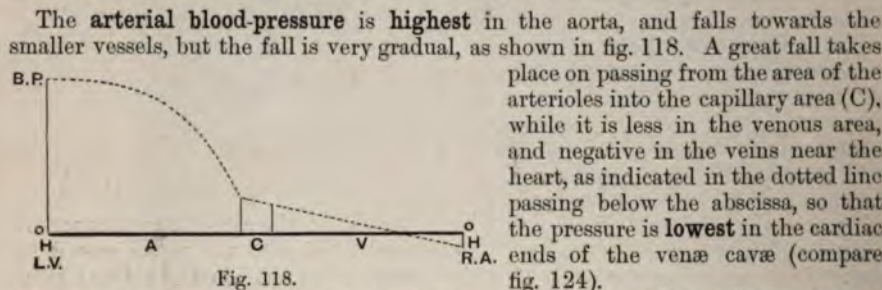 The arterial blood-pressure is highest in the aorta, and falls towards the
smaller vessels, but the fall is very gradual, as shown in fig. 118. A great fall takes
place on passing from the area of the
arterioles into the capillary area (C),
while it is less in the venous area,
and negative in the veins near the
heart, as indicated in the dotted line
passing below the abscissa, so that
the pressure is lowest in the cardiac
ends of the venæ cavæ (compare
fig. 124).
B.P.
o
o
H
A
C
V
H
L.V.
R.A.
Fig. 118.